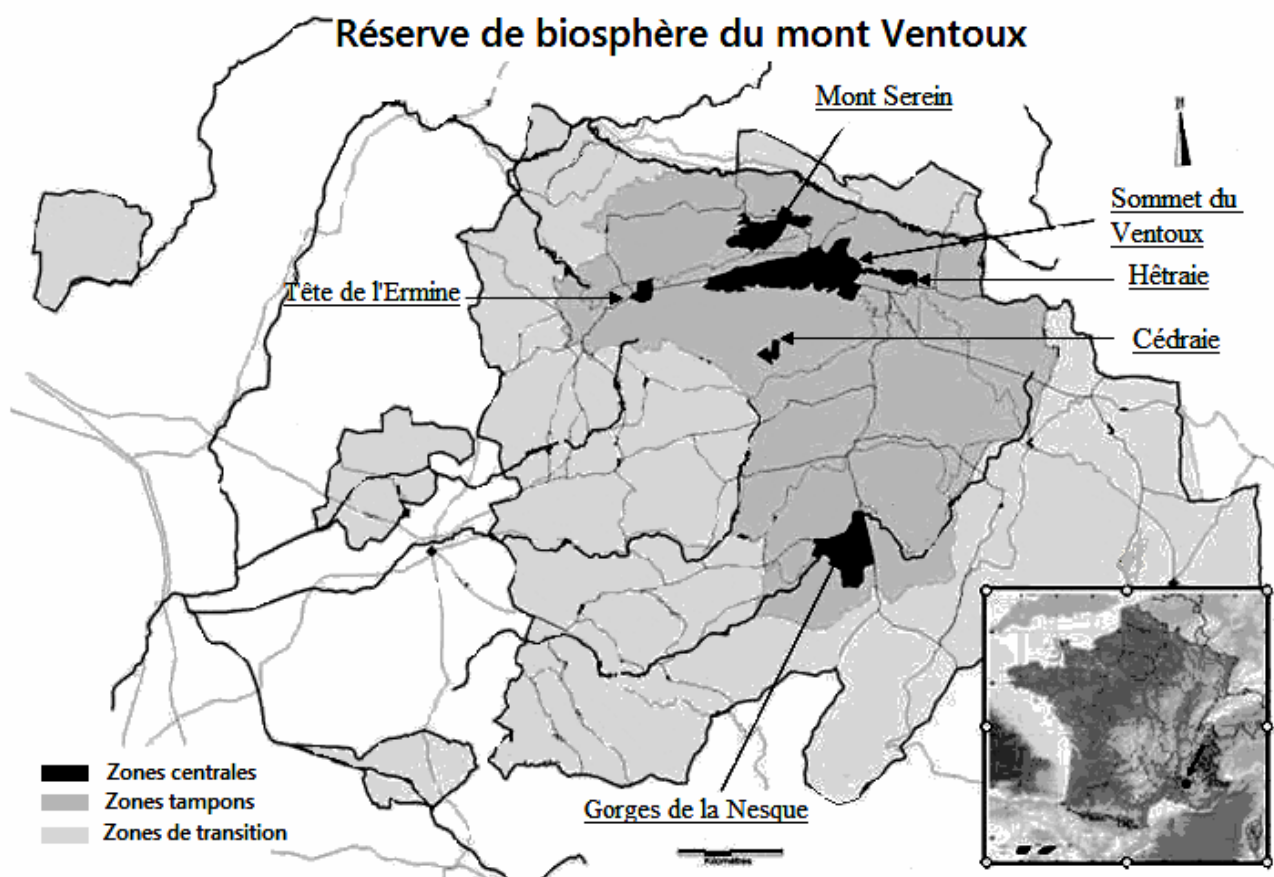 Réserve de biosphère du mont Ventoux
Mont Serein
N
Sommet du
Ventoux
Hêtraie
Tête de l'Ermine
Cédraie
Zones centrales
Zones tampons
Zones de transition
Gorges de la Nesque
Kilomètres